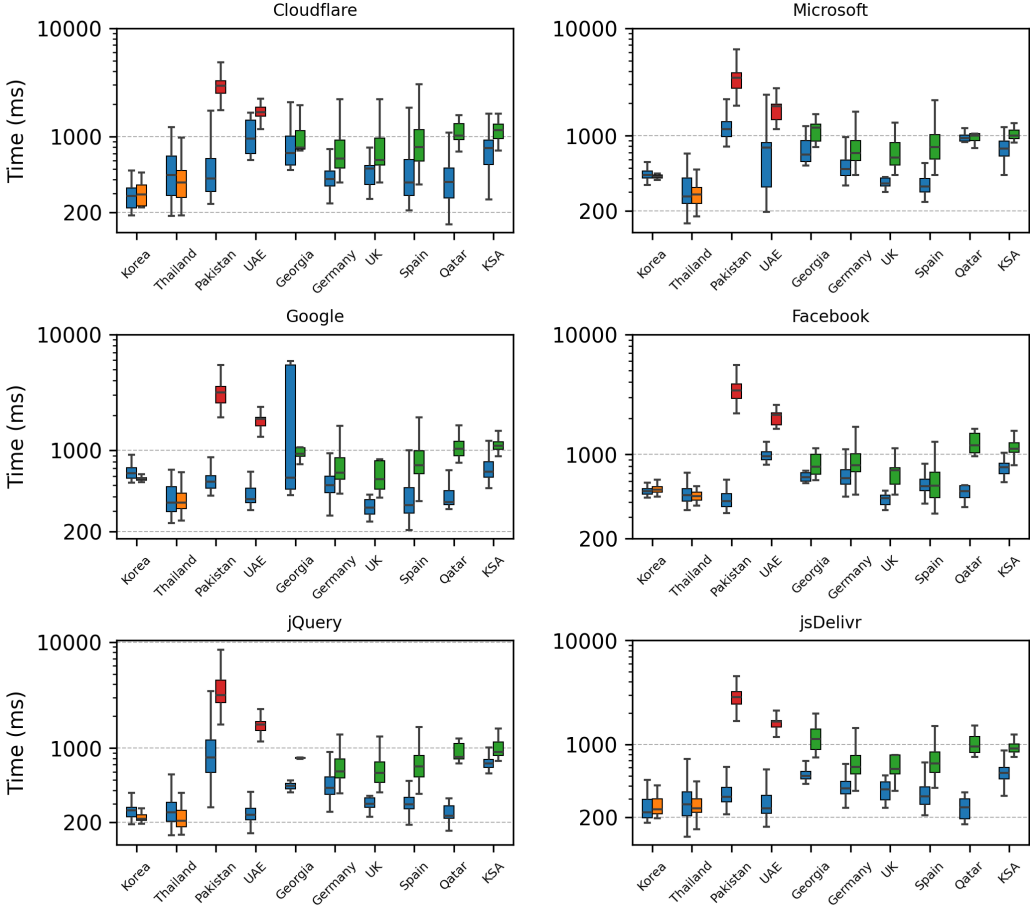 Cloudflare
Time (ms)
10000
1000
200
Korea
Thailand
Pakistan
UAE
Georgia
Germany
UK
Spain
Qatar
KSA
Microsoft
10000
1000
200
Korea
Thailand
Pakistan
UAE
Georgia
Germany
UK
Spain
Qatar
KSA
Google
Time (ms)
10000
1000
200
Korea
Thailand
Pakistan
UAE
Georgia
Germany
UK
Spain
Qatar
KSA
Facebook
10000
1000
200
Korea
Thailand
Pakistan
UAE
Georgia
Germany
UK
Spain
Qatar
KSA
jQuery
Time (ms)
10000
1000
200
Korea
Thailand
Pakistan
UAE
Georgia
Germany
UK
Spain
Qatar
KSA
jsDelivr
10000
1000
200
Korea
Thailand
Pakistan
UAE
Georgia
Germany
UK
Spain
Qatar
KSA